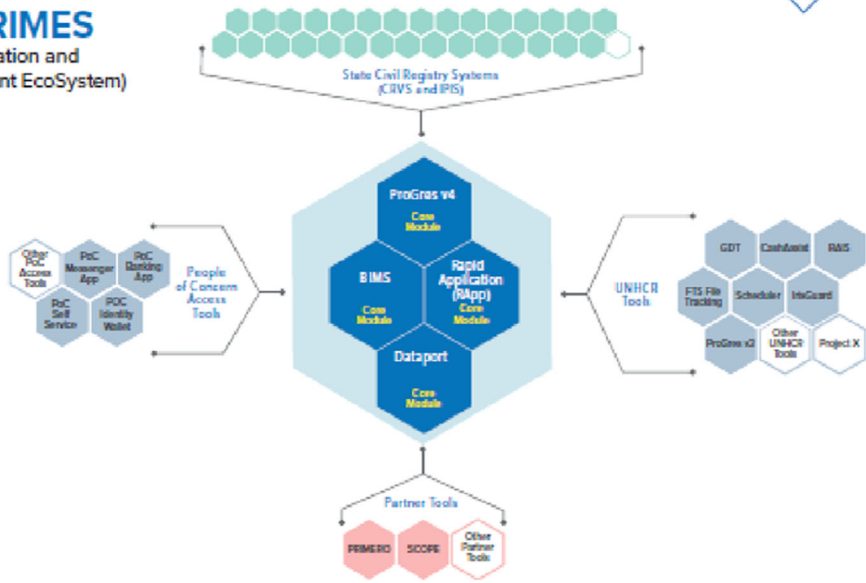 RIMES
ation and
nt EcoSystem)
State Civil Registry Systems
(CRVS and IPIS)
ProGres v4
Core
Module
BIMS
Core
Module
Rapid
Application
(RApp)
Core
Module
Dataport
Core
Module
People
of Concern
Access
Tools
Other
PoC
Access
Tools
PoC
Messenger
App
PoC
Banking
App
PoC
Self
Service
POC
Identity
Wallet
UNHCR
Tools
GDT
CashAssist
RAIS
FTS File
Tracking
Scheduler
IrisGuard
ProGres v3
Other
UNHCR
Tools
Project X
Partner Tools
PRIMERO
SCOPE
Other
Partner
Tools